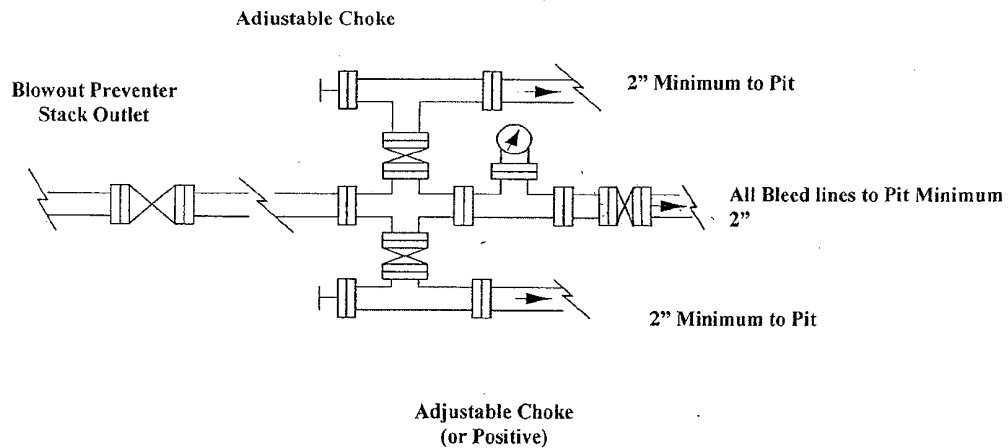 Adjustable Choke
Blowout Preventer
Stack Outlet
2” Minimum to Pit
All Bleed lines to Pit Minimum
2”
2” Minimum to Pit
Adjustable Choke
(or Positive)